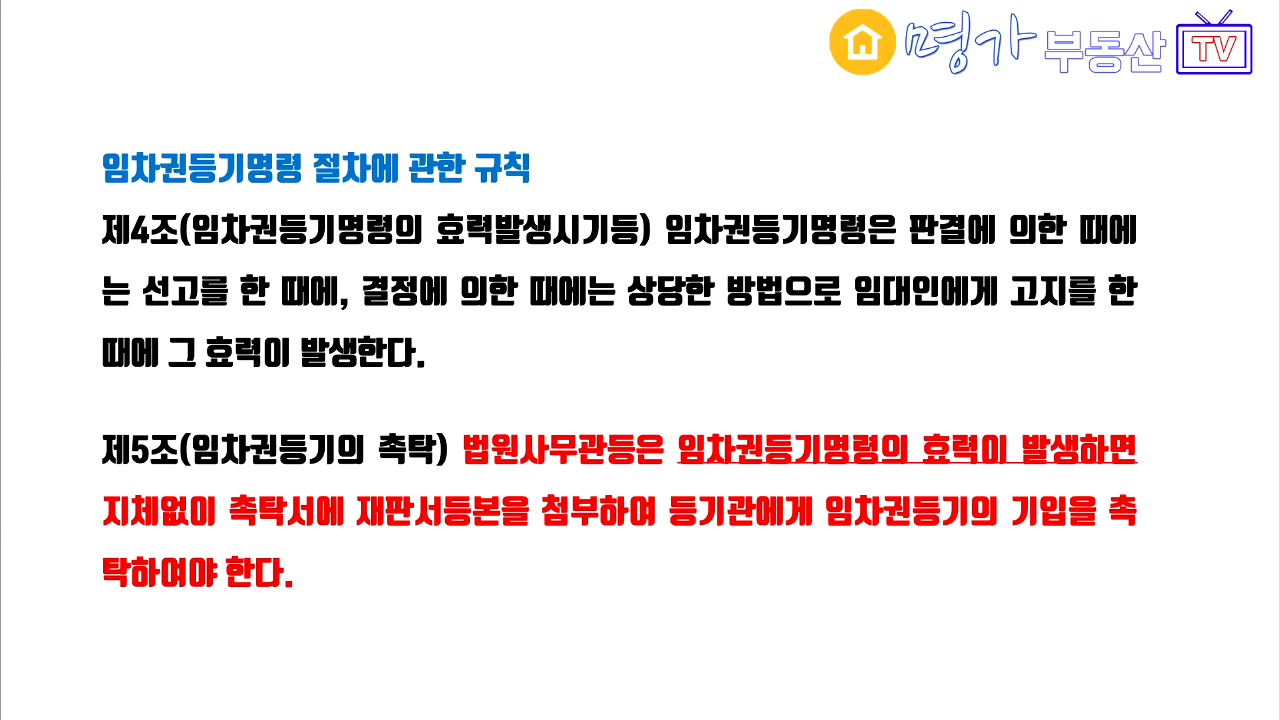 명가 부동산 TV
임차권등기명령 절차에 관한 규칙
제4조(임차권등기명령의 효력발생시기등) 임차권등기명령은 판결에 의한 때에
는 선고를 한 때에, 결정에 의한 때에는 상당한 방법으로 임대인에게 고지를 한
때에 그 효력이 발생한다.
제5조(임차권등기의 촉탁) 법원사무관등은 임차권등기명령의 효력이 발생하면
지체없이 촉탁서에 재판서등본을 첨부하여 등기관에게 임차권등기의 기입을 촉
탁하여야 한다.